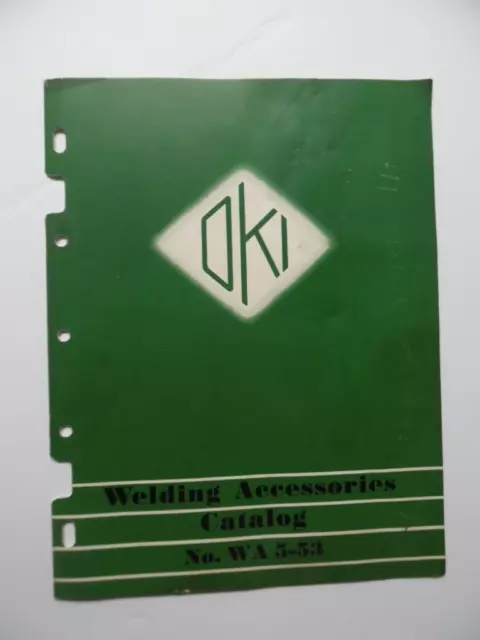 OKI
Welding Accessories
Catalog
No. WA 5-53